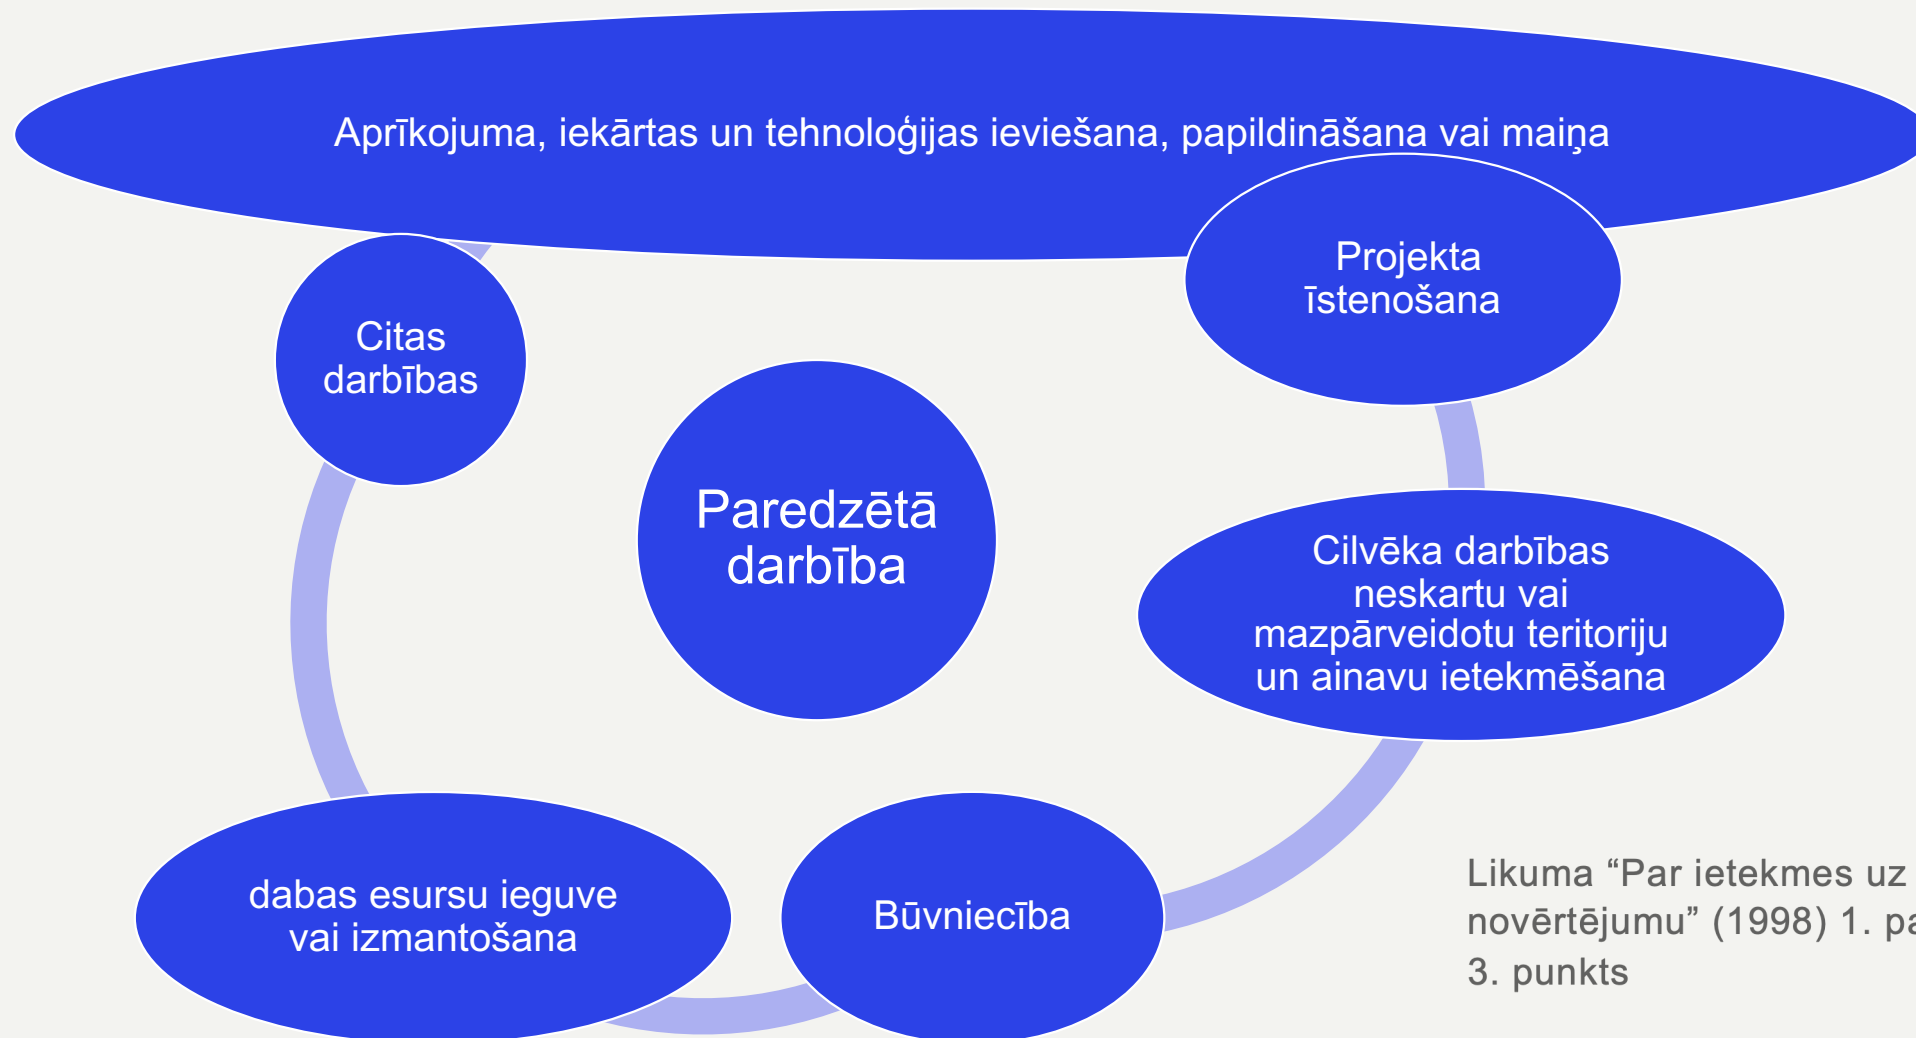 Aprīkojuma, iekārtas un tehnoloģijas ieviešana, papildināšana vai maiņa
Projekta
īstenošana
Citas
darbības
Paredzētā
darbība
Cilvēka darbības
neskartu vai
mazpārveidotu teritoriju
un ainavu ietekmēšana
dabas esursu ieguve
vai izmantošana
Būvniecība
Likuma “Par ietekmes uz
novērtējumu” (1998) 1. pa
3. punkts